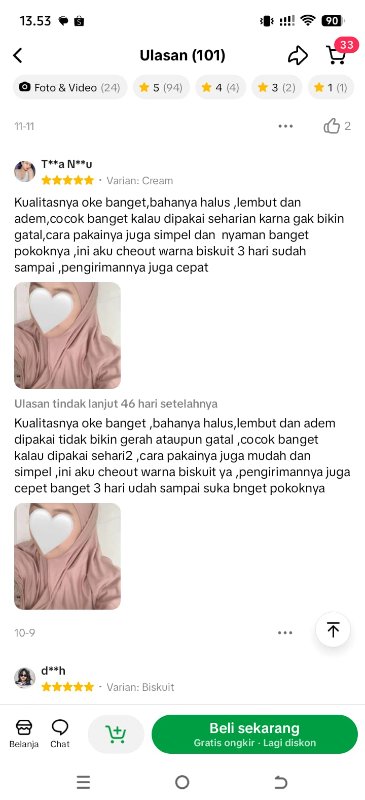 13.53
90
Ulasan (101)
33
Foto & Video (24)
5 (94)
4 (4)
3 (2)
1 (1)
11-11
2
T**a N**u
Varian: Cream
Kualitasnya oke banget,bahanya halus ,lembut dan
adem,cocok banget kalau dipakai seharian karna gak bikin
gatal,cara pakainya juga simpel dan nyaman banget
pokoknya ,ini aku cheout warna biskuit 3 hari sudah
sampai ,pengirimannya juga cepat
Ulasan tindak lanjut 46 hari setelahnya
Kualitasnya oke banget ,bahanya halus,lembut dan adem
dipakai tidak bikin gerah ataupun gatal ,cocok banget
kalau dipakai sehari2 ,cara pakainya juga mudah dan
simpel ,ini aku cheout warna biskuit ya ,pengirimannya juga
cepet banget 3 hari udah sampai suka bnget pokoknya
10-9
d**h
Varian: Biskuit
Belanja
Chat
Beli sekarang
Gratis ongkir · Lagi diskon